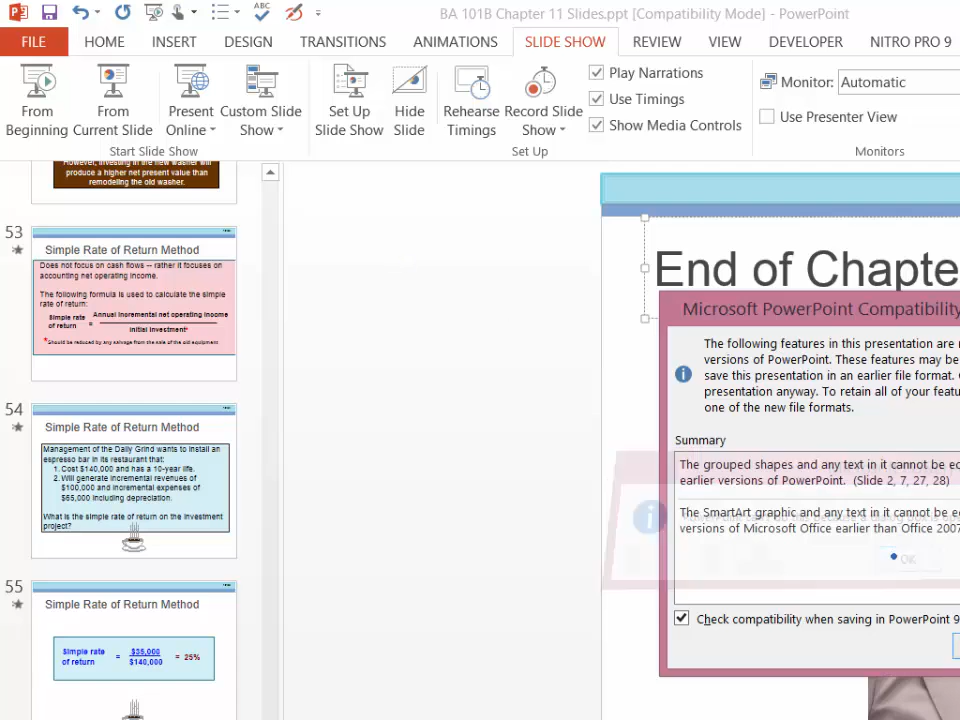 BA 101B Chapter 11 Slides.ppt [Compatibility Mode] - PowerPoint
FILE HOME INSERT DESIGN TRANSITIONS ANIMATIONS SLIDE SHOW REVIEW VIEW DEVELOPER NITRO PRO 9
From Beginning
From Current Slide
Present Online
Custom Slide Show
Set Up Slide Show
Hide Slide
Rehearse Timings
Record Slide Show
Play Narrations
Use Timings
Show Media Controls
Monitor: Automatic
Use Presenter View
Start Slide Show
Set Up
Monitors
However, investing in the new washer will
produce a higher net present value than
remodeling the old washer.
53
Simple Rate of Return Method
Does not focus on cash flows -- rather it focuses on
accounting net operating income.
The following formula is used to calculate the simple
rate of return:
Simple rate
of return
=
Annual incremental net operating income
Initial investment*
*Should be reduced by any salvage from the sale of the old equipment
54
Simple Rate of Return Method
Management of the Daily Grind wants to install an
espresso bar in its restaurant that:
1. Cost $140,000 and has a 10-year life.
2. Will generate incremental revenues of
$100,000 and incremental expenses of
$65,000 including depreciation.
What is the simple rate of return on the investment
project?
55
Simple Rate of Return Method
Simple rate
of return
=
$35,000
$140,000
= 25%
End of Chapte
Microsoft PowerPoint Compatibility
The following features in this presentation are
versions of PowerPoint. These features may be
save this presentation in an earlier file format.
presentation anyway. To retain all of your featu
one of the new file formats.
Summary
The grouped shapes and any text in it cannot be ed
earlier versions of PowerPoint. (Slide 2, 7, 27, 28)
The SmartArt graphic and any text in it cannot be ed
versions of Microsoft Office earlier than Office 2007
OK
Check compatibility when saving in PowerPoint 9